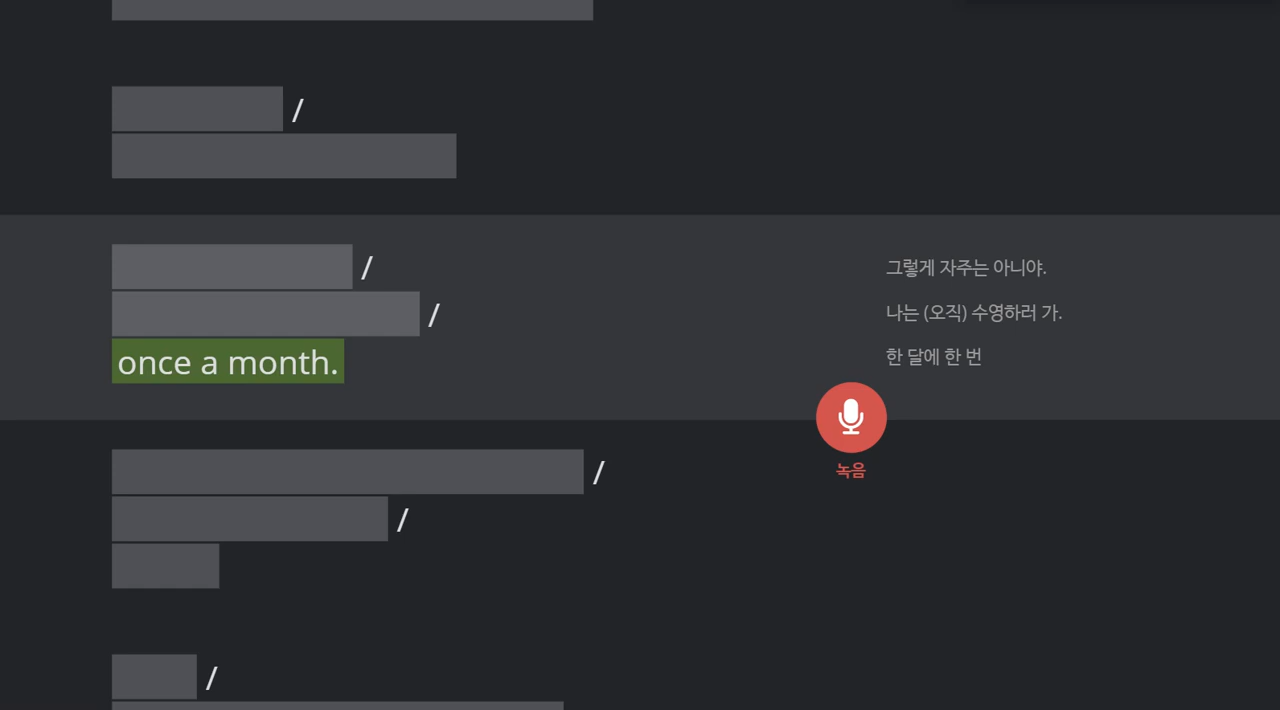 /
/
그렇게 자주는 아니야.
/
나는 (오직) 수영하러 가.
once a month.
한 달에 한 번
녹음
/
/
/